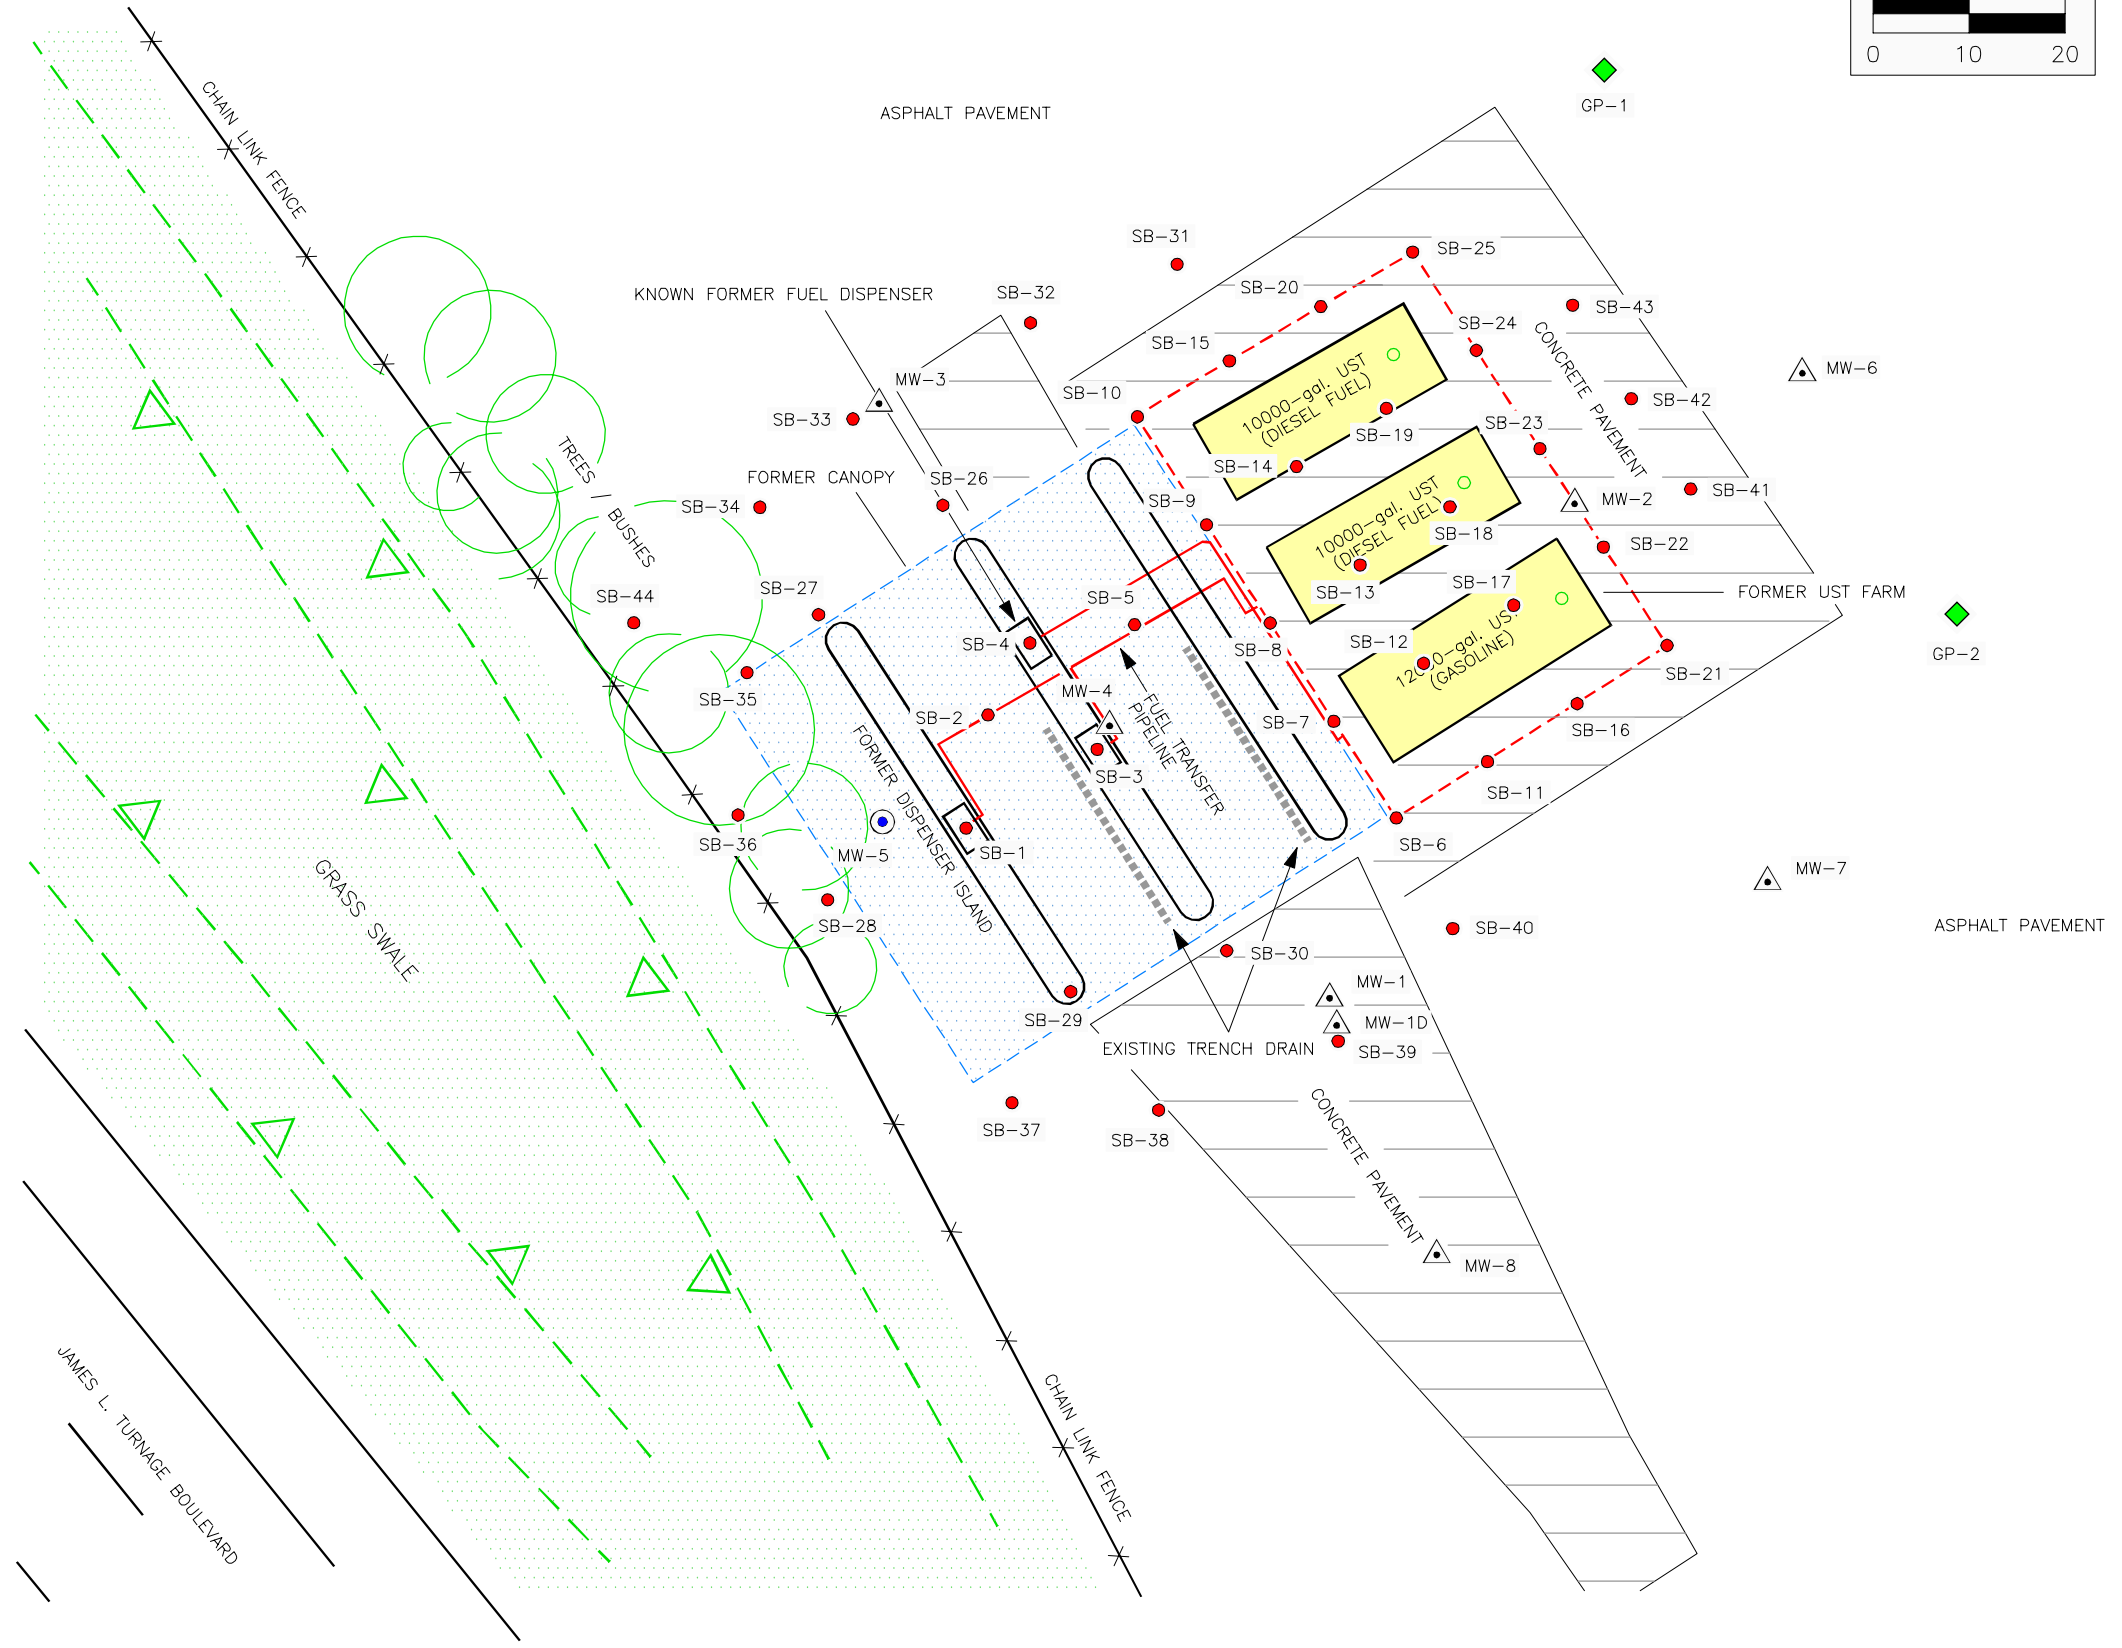 0 10 20
GP-1
CHAIN LINK FENCE
ASPHALT PAVEMENT
SB-31
SB-25
SB-20
KNOWN FORMER FUEL DISPENSER
SB-32
SB-43
SB-24
CONCRETE PAVEMENT
SB-15
MW-6
MW-3
SB-10
10000-gal. UST
(DIESEL FUEL)
SB-42
SB-33
SB-19
SB-23
TREES / BUSHES
SB-14
FORMER CANOPY
SB-26
SB-41
SB-34
SB-9
MW-2
10000-gal. UST
(DIESEL FUEL)
SB-18
SB-22
SB-27
SB-44
SB-5
SB-13
SB-17
FORMER UST FARM
SB-4
SB-8
SB-12
GP-2
12000-gal. UST
(GASOLINE)
SB-21
SB-35
MW-4
SB-2
FUEL TRANSFER
PIPELINE
SB-7
SB-16
FORMER DISPENSER ISLAND
SB-3
SB-11
SB-36
MW-5
SB-1
SB-6
MW-7
GRASS SWALE
SB-28
SB-40
ASPHALT PAVEMENT
SB-30
MW-1
SB-29
MW-1D
EXISTING TRENCH DRAIN
SB-39
SB-37
SB-38
CONCRETE PAVEMENT
MW-8
JAMES L. TURNAGE BOULEVARD
CHAIN LINK FENCE